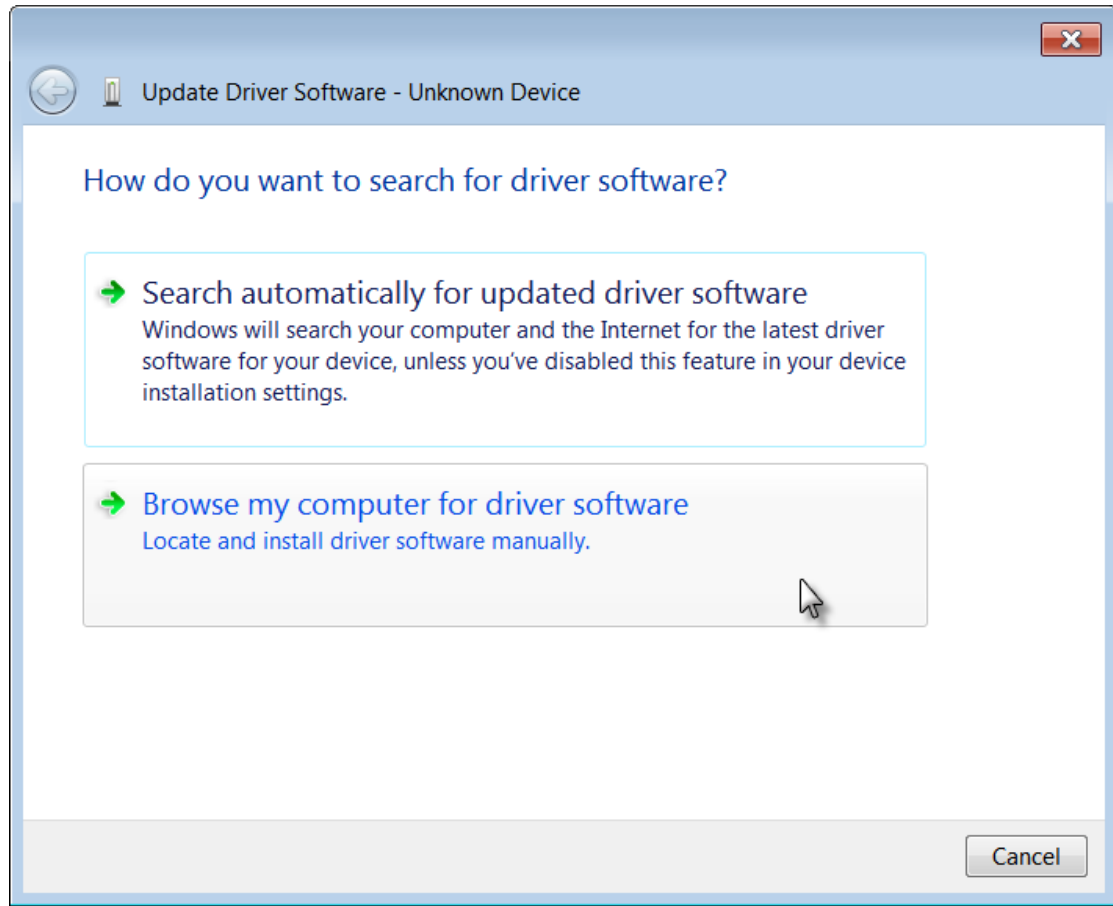 Update Driver Software - Unknown Device
How do you want to search for driver software?
Search automatically for updated driver software
Windows will search your computer and the Internet for the latest driver
software for your device, unless you've disabled this feature in your device
installation settings.
Browse my computer for driver software
Locate and install driver software manually.
Cancel